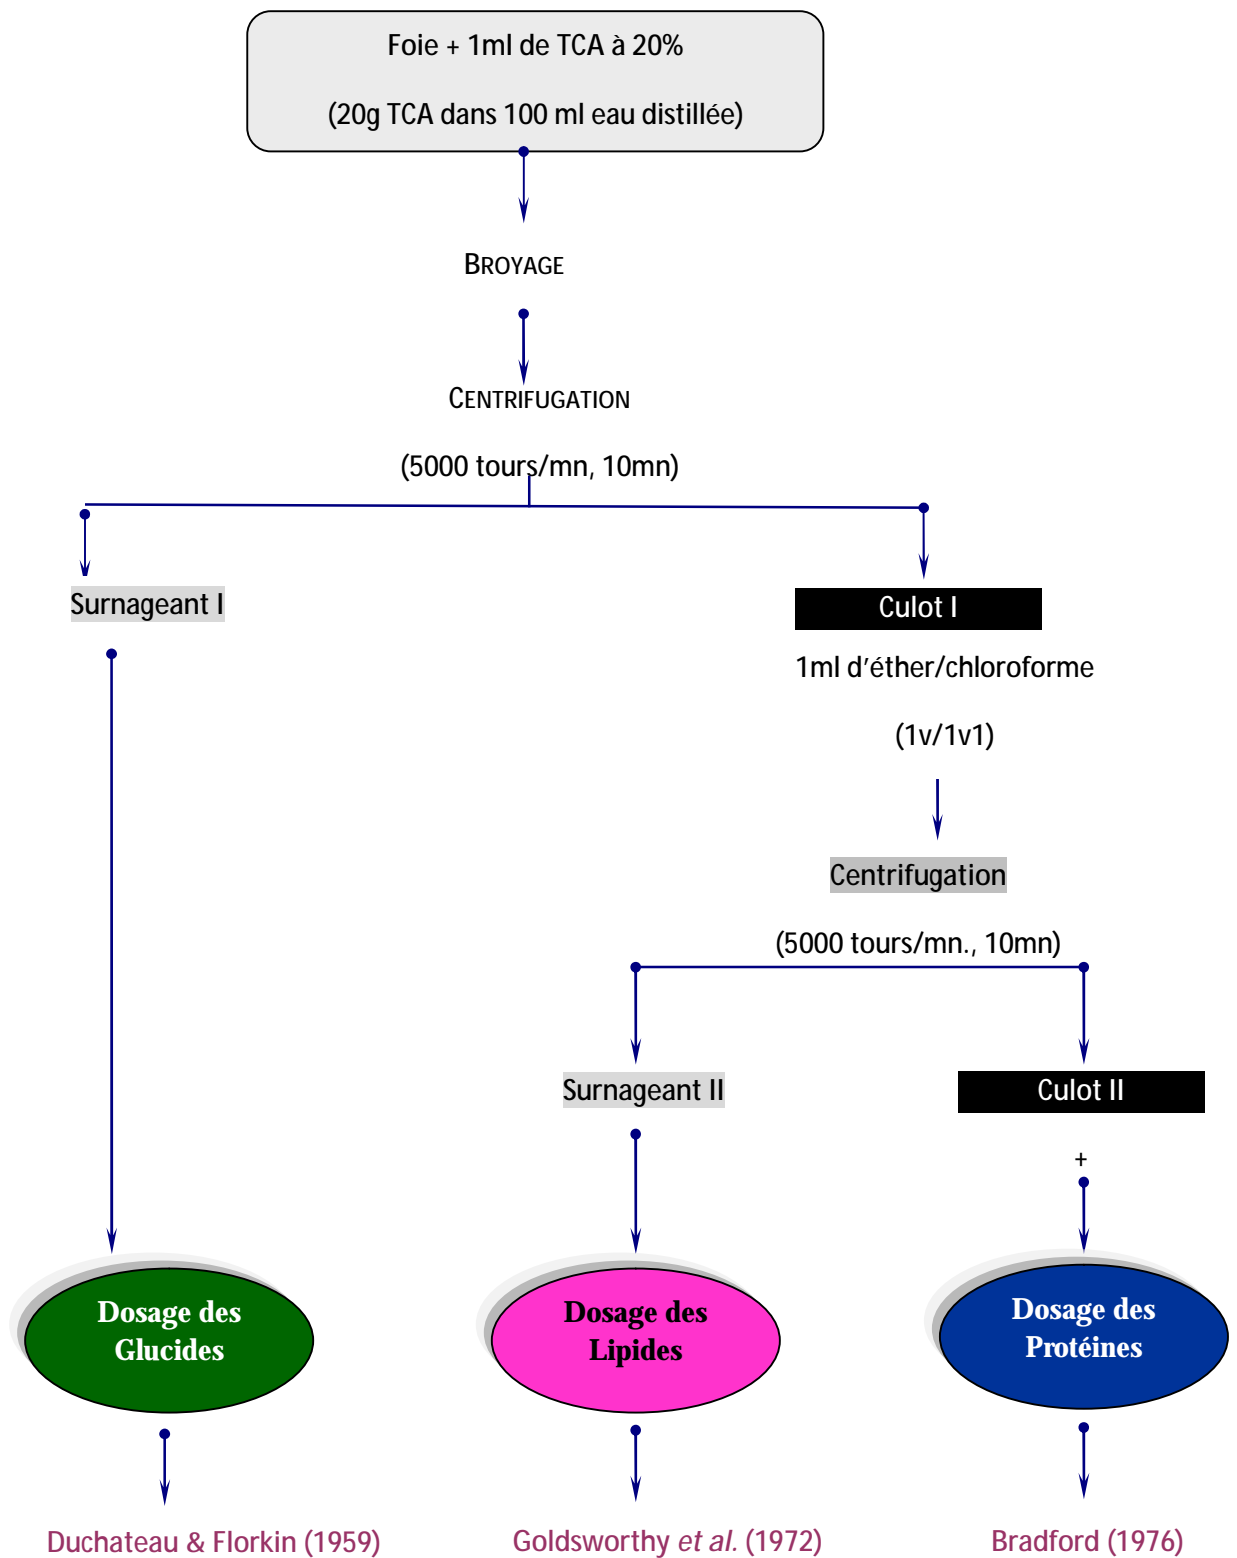 Foie + 1ml de TCA à 20%
(20g TCA dans 100 ml eau distillée)
BROYAGE
CENTRIFUGATION
(5000 tours/mn, 10mn)
Surnageant I
Culot I
1ml d’éther/chloroforme
(1v/1v1)
Centrifugation
(5000 tours/mn., 10mn)
Surnageant II
Culot II
+
Dosage des
Glucides
Dosage des
Lipides
Dosage des
Protéines
Duchateau & Florkin (1959)
Goldsworthy et al. (1972)
Bradford (1976)